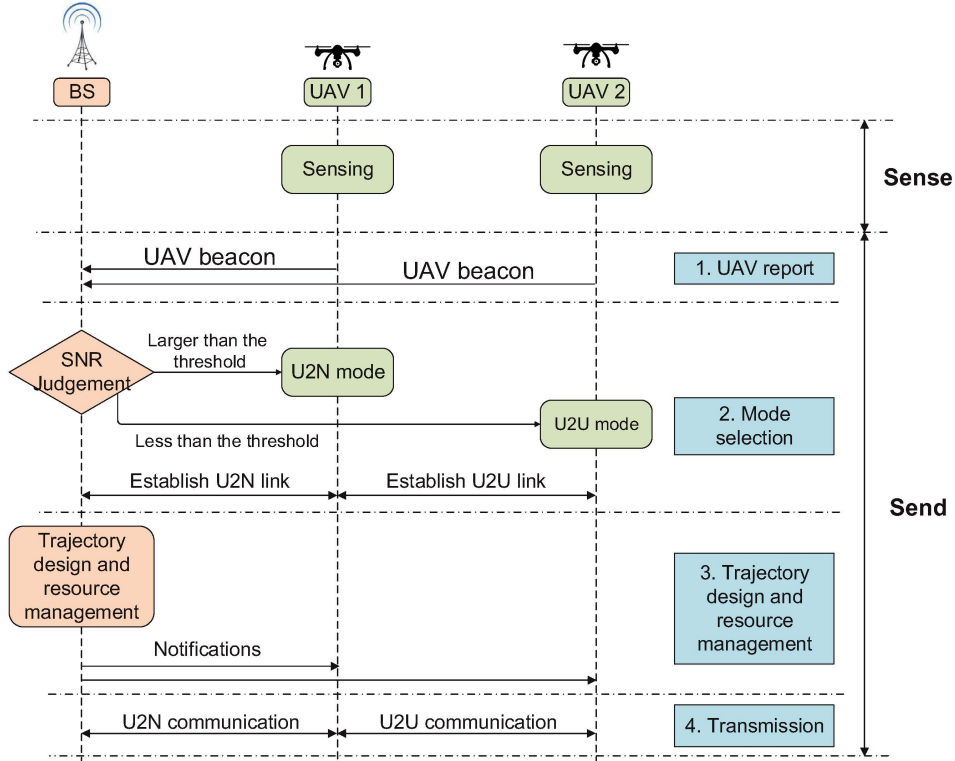 BS
UAV 1
UAV 2
Sensing
Sensing
Sense
UAV beacon
UAV beacon
1. UAV report
SNR
Judgement
Larger than the
threshold
U2N mode
U2U mode
Less than the threshold
2. Mode
selection
Establish U2N link
Establish U2U link
Send
Trajectory
design and
resource
management
3. Trajectory
design and
resource
management
Notifications
U2N communication
U2U communication
4. Transmission